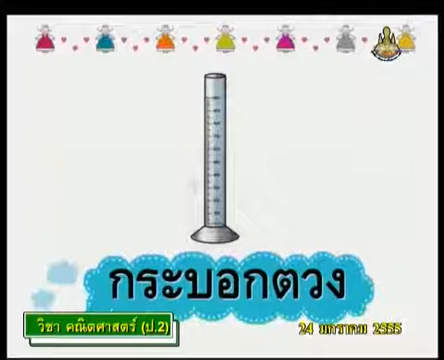 กระบอกตวง
วิชา คณิตศาสตร์ (ป.2)
24 มกราคม 2555